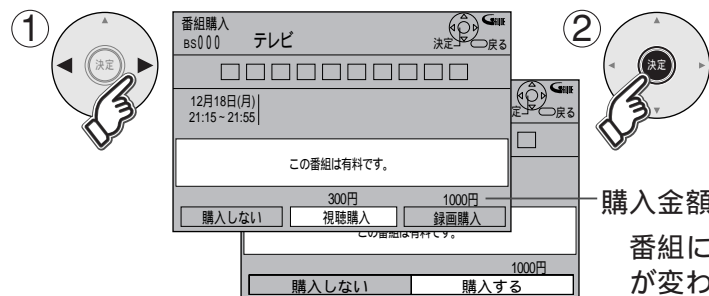 ①
決定
番組購入
BS000 テレビ
GUIDE
決定 戻る
□□□□□□□□□□
12月18日(月)
21:15~21:55
この番組は有料です。
300円 1000円
購入しない 視聴購入 録画購入
GUIDE
定 戻る
□
この番組は有料です。
1000円
購入しない 購入する
②
決定
購入金額
番組に
が変わ